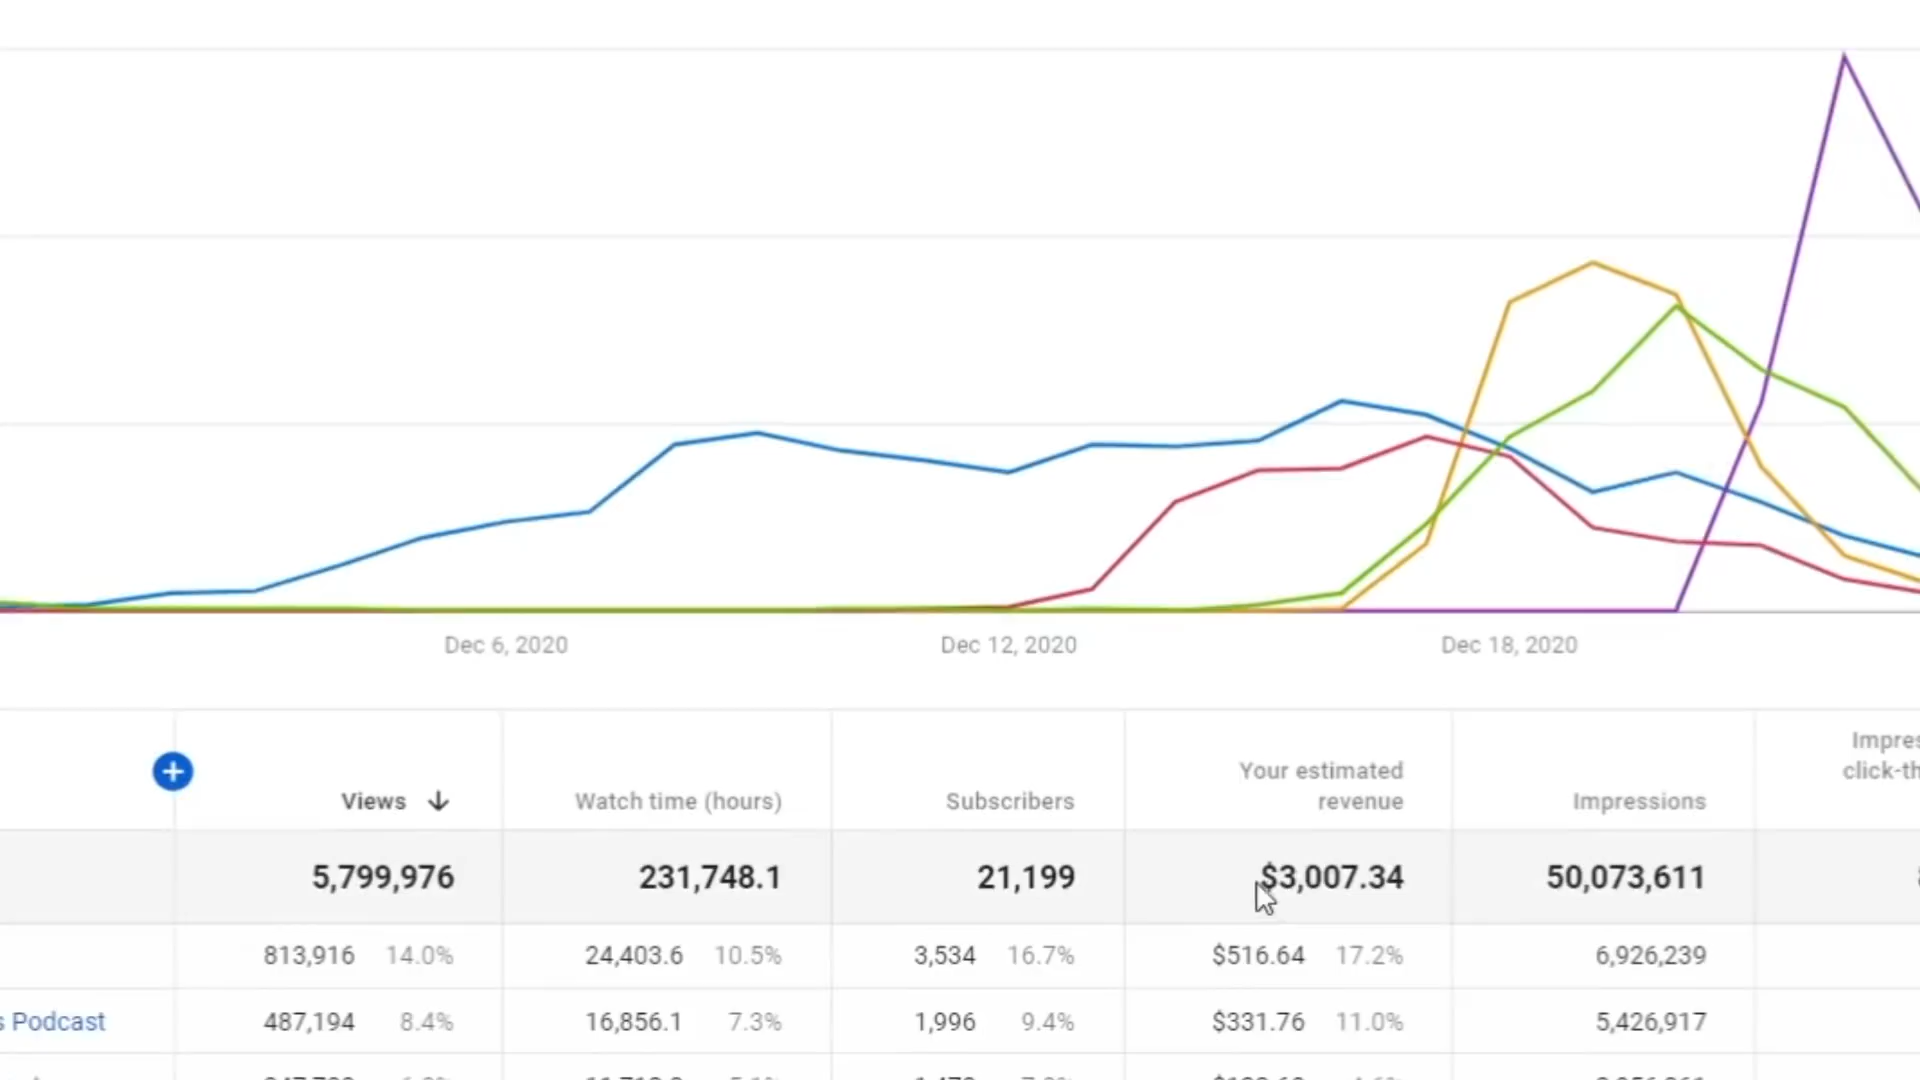 Dec 6, 2020 Dec 12, 2020 Dec 18, 2020
Views Watch time (hours) Subscribers Your estimated revenue Impressions Impres click-th
5,799,976 231,748.1 21,199 $3,007.34 50,073,611
813,916 14.0% 24,403.6 10.5% 3,534 16.7% $516.64 17.2% 6,926,239
s Podcast 487,194 8.4% 16,856.1 7.3% 1,996 9.4% $331.76 11.0% 5,426,917